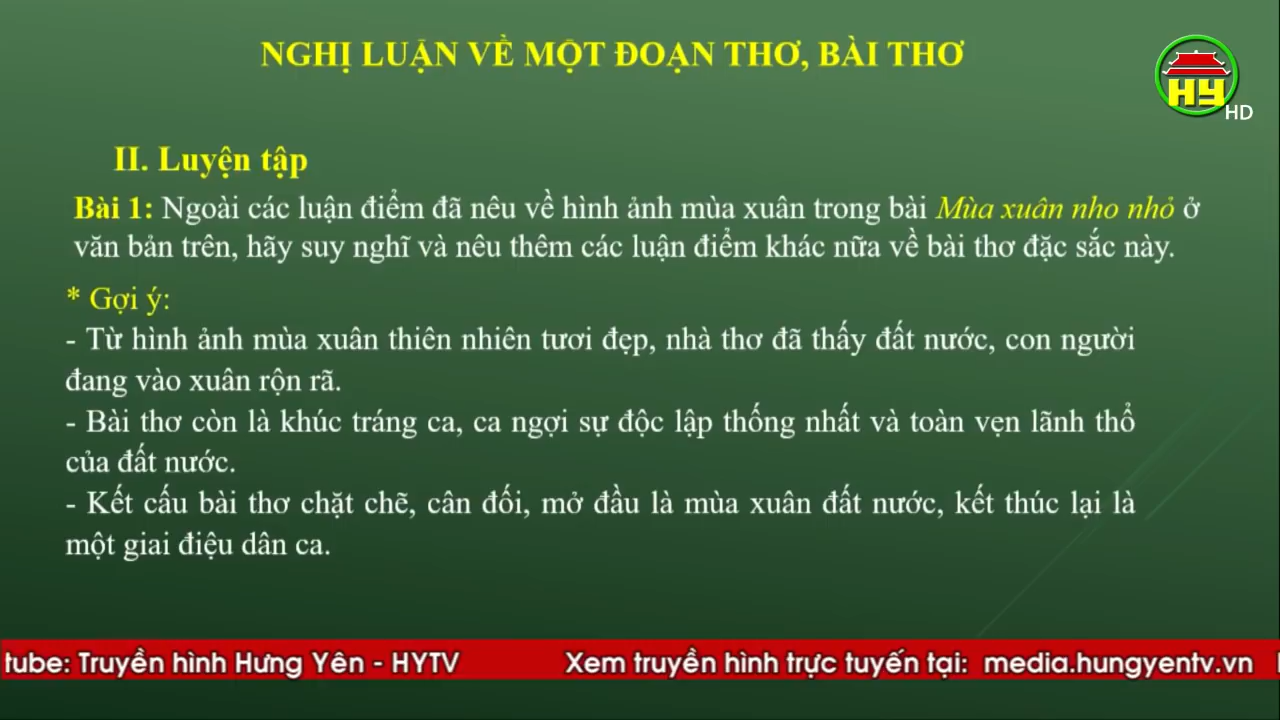 NGHỊ LUẬN VỀ MỘT ĐOẠN THƠ, BÀI THƠ
HY
HD
II. Luyện tập
Bài 1: Ngoài các luận điểm đã nêu về hình ảnh mùa xuân trong bài Mùa xuân nho nhỏ ở
văn bản trên, hãy suy nghĩ và nêu thêm các luận điểm khác nữa về bài thơ đặc sắc này.
* Gợi ý:
- Từ hình ảnh mùa xuân thiên nhiên tươi đẹp, nhà thơ đã thấy đất nước, con người
đang vào xuân rộn rã.
- Bài thơ còn là khúc tráng ca, ca ngợi sự độc lập thống nhất và toàn vẹn lãnh thổ
của đất nước.
- Kết cấu bài thơ chặt chẽ, cân đối, mở đầu là mùa xuân đất nước, kết thúc lại là
một giai điệu dân ca.
tube: Truyền hình Hưng Yên - HYTV Xem truyền hình trực tuyến tại: media.hungyentv.vn